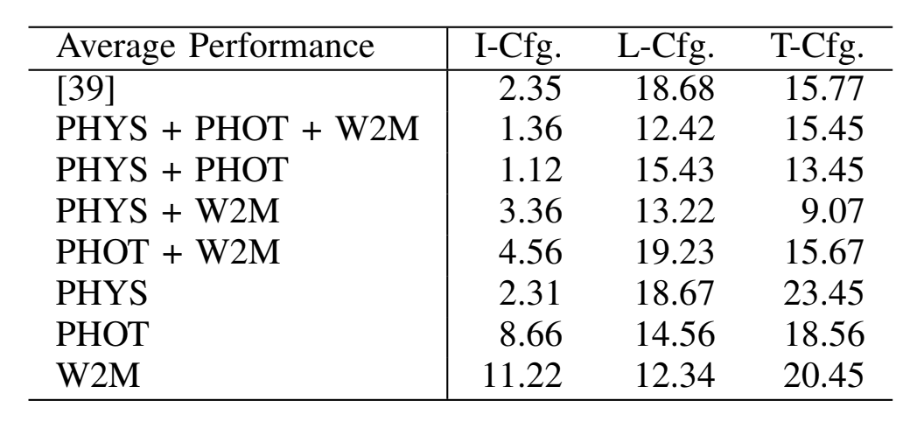 Average Performance I-Cfg. L-Cfg. T-Cfg.
[39] 2.35 18.68 15.77
PHYS + PHOT + W2M 1.36 12.42 15.45
PHYS + PHOT 1.12 15.43 13.45
PHYS + W2M 3.36 13.22 9.07
PHOT + W2M 4.56 19.23 15.67
PHYS 2.31 18.67 23.45
PHOT 8.66 14.56 18.56
W2M 11.22 12.34 20.45